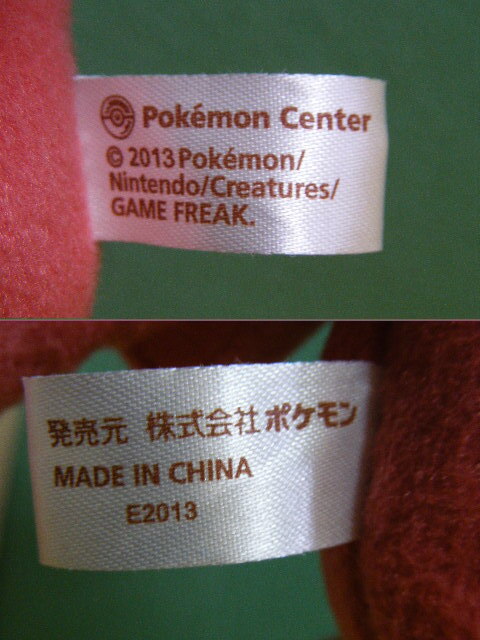 Pokémon Center
© 2013 Pokémon/
Nintendo/Creatures/
GAME FREAK.
発売元 株式会社ポケモン
MADE IN CHINA
E2013